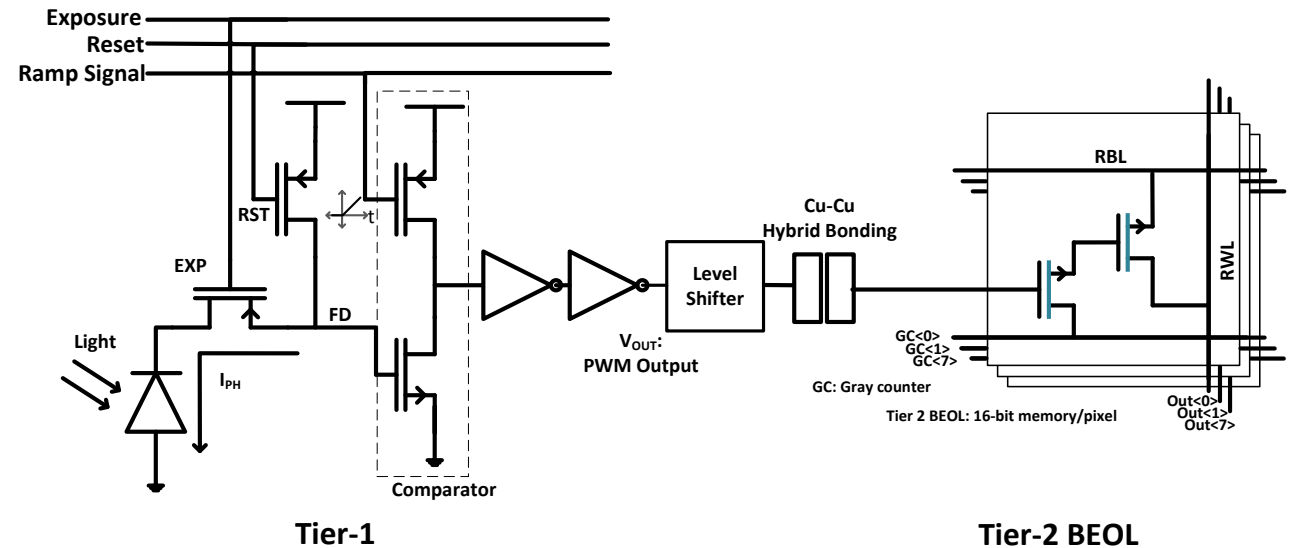 Exposure
Reset
Ramp Signal
RST
t
EXP
FD
Light
I_PH
Comparator
V_OUT:
PWM Output
Level
Shifter
Cu-Cu
Hybrid Bonding
RBL
RWL
GC<0>
GC<1>
GC<7>
GC: Gray counter
Out<0>
Out<1>
Out<7>
Tier 2 BEOL: 16-bit memory/pixel
Tier-1
Tier-2 BEOL